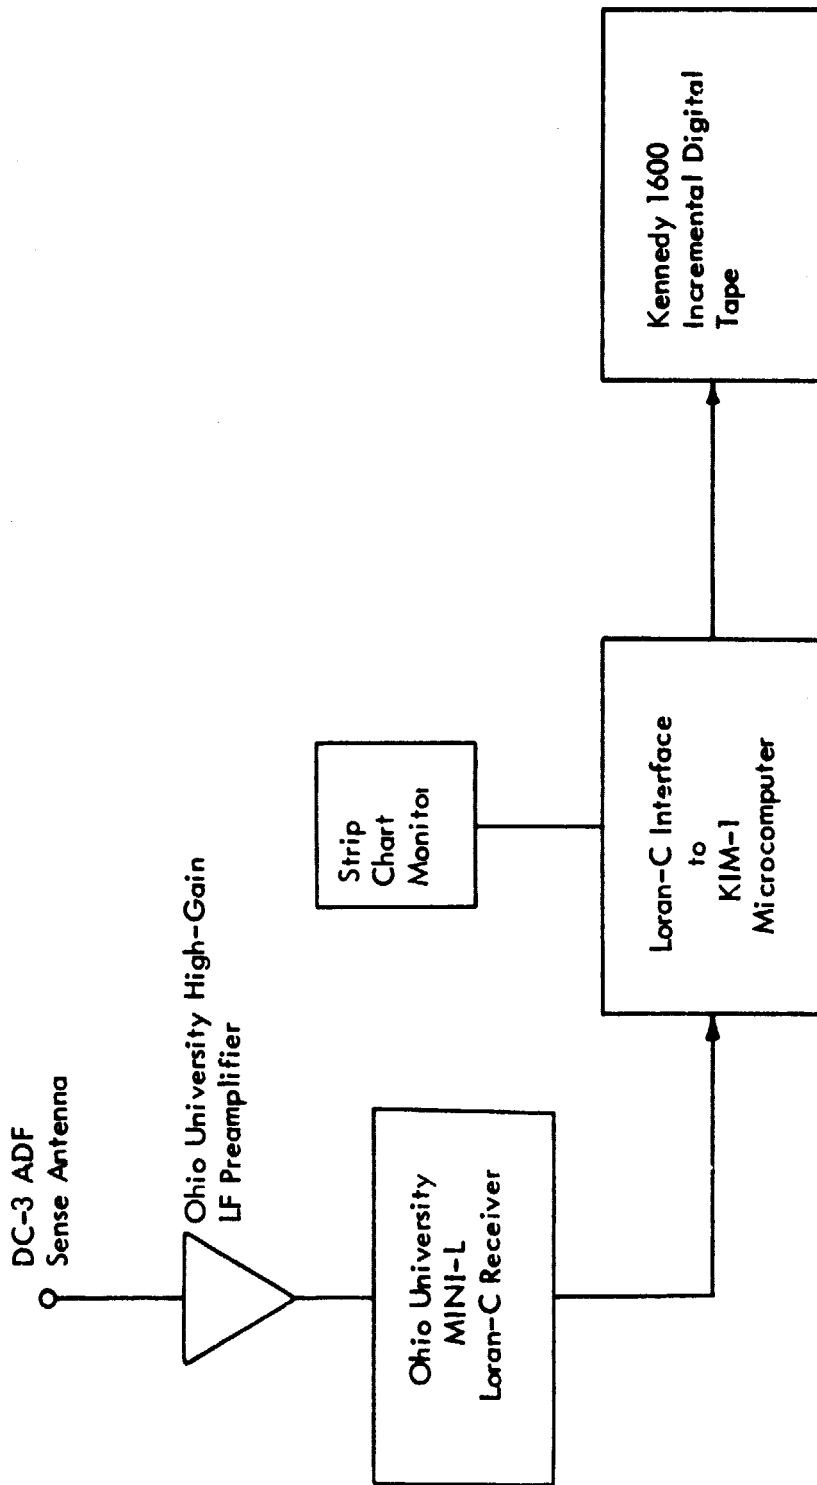 DC-3 ADF
Sense Antenna
Ohio University High-Gain
LF Preamplifier
Ohio University
MINI-L
Loran-C Receiver
Strip
Chart
Monitor
Loran-C Interface
to
KIM-1
Microcomputer
Kennedy 1600
Incremental Digital
Tape